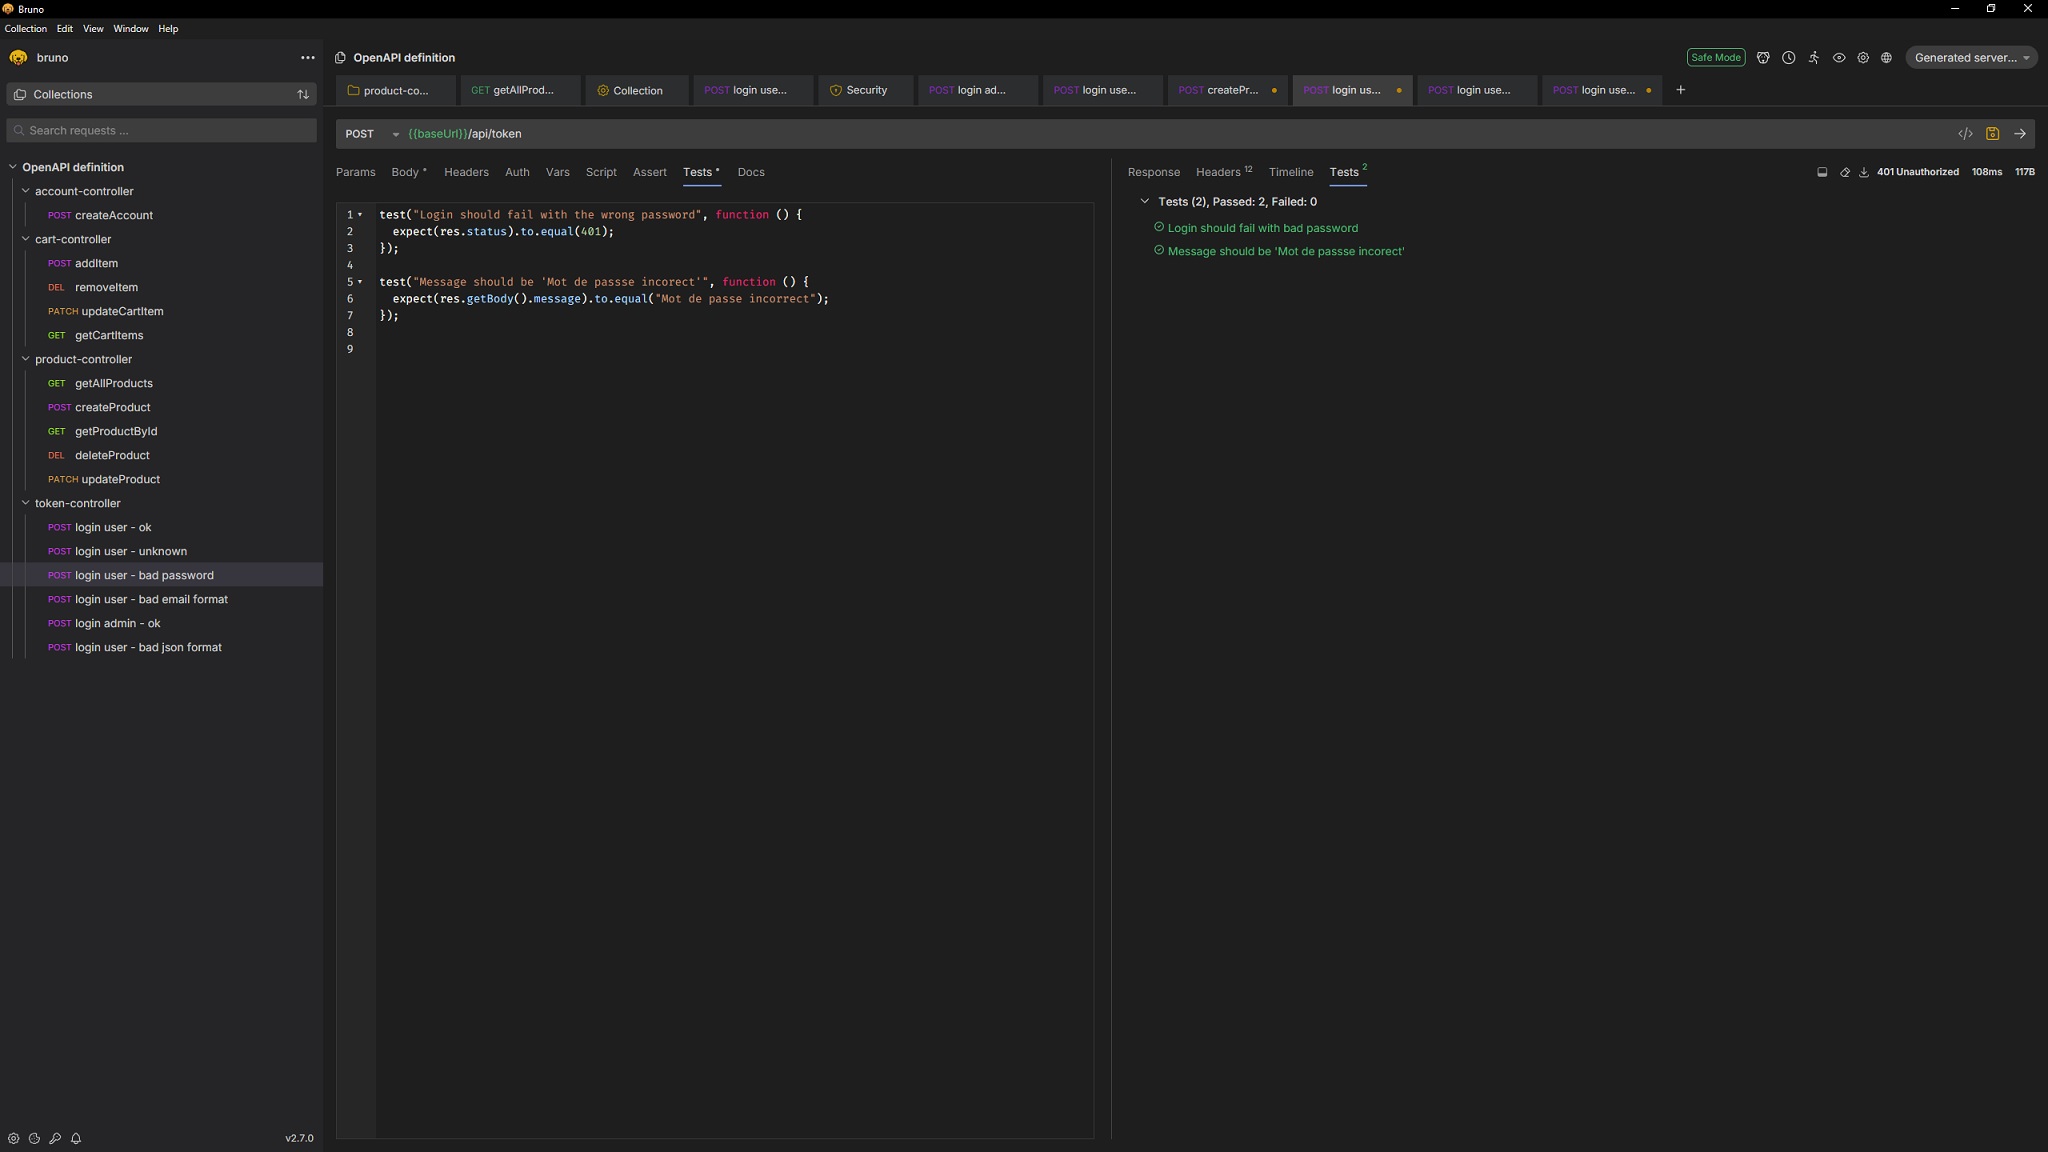 Bruno
Collection Edit View Window Help
bruno
Collections
Search requests ...
OpenAPI definition
account-controller
POST createAccount
cart-controller
POST addItem
DEL removeItem
PATCH updateCartItem
GET getCartItems
product-controller
GET getAllProducts
POST createProduct
GET getProductById
DEL deleteProduct
PATCH updateProduct
token-controller
POST login user - ok
POST login user - unknown
POST login user - bad password
POST login user - bad email format
POST login admin - ok
POST login user - bad json format
v2.7.0
OpenAPI definition
Safe Mode
Generated server...
product-co...
GET getAllProd...
Collection
POST login use...
Security
POST login ad...
POST login use...
POST createPr...
POST login us...
POST login use...
POST login use...
+
POST {{baseUrl}}/api/token
</>
Params Body Headers Auth Vars Script Assert Tests Docs
1 test("Login should fail with the wrong password", function () {
2 expect(res.status).to.equal(401);
3 });
4
5 test("Message should be 'Mot de passse incorect'", function () {
6 expect(res.getBody().message).to.equal("Mot de passe incorrect");
7 });
8
9
Response Headers 12 Timeline Tests 2
401 Unauthorized 108ms 117B
Tests (2), Passed: 2, Failed: 0
Login should fail with bad password
Message should be 'Mot de passse incorect'